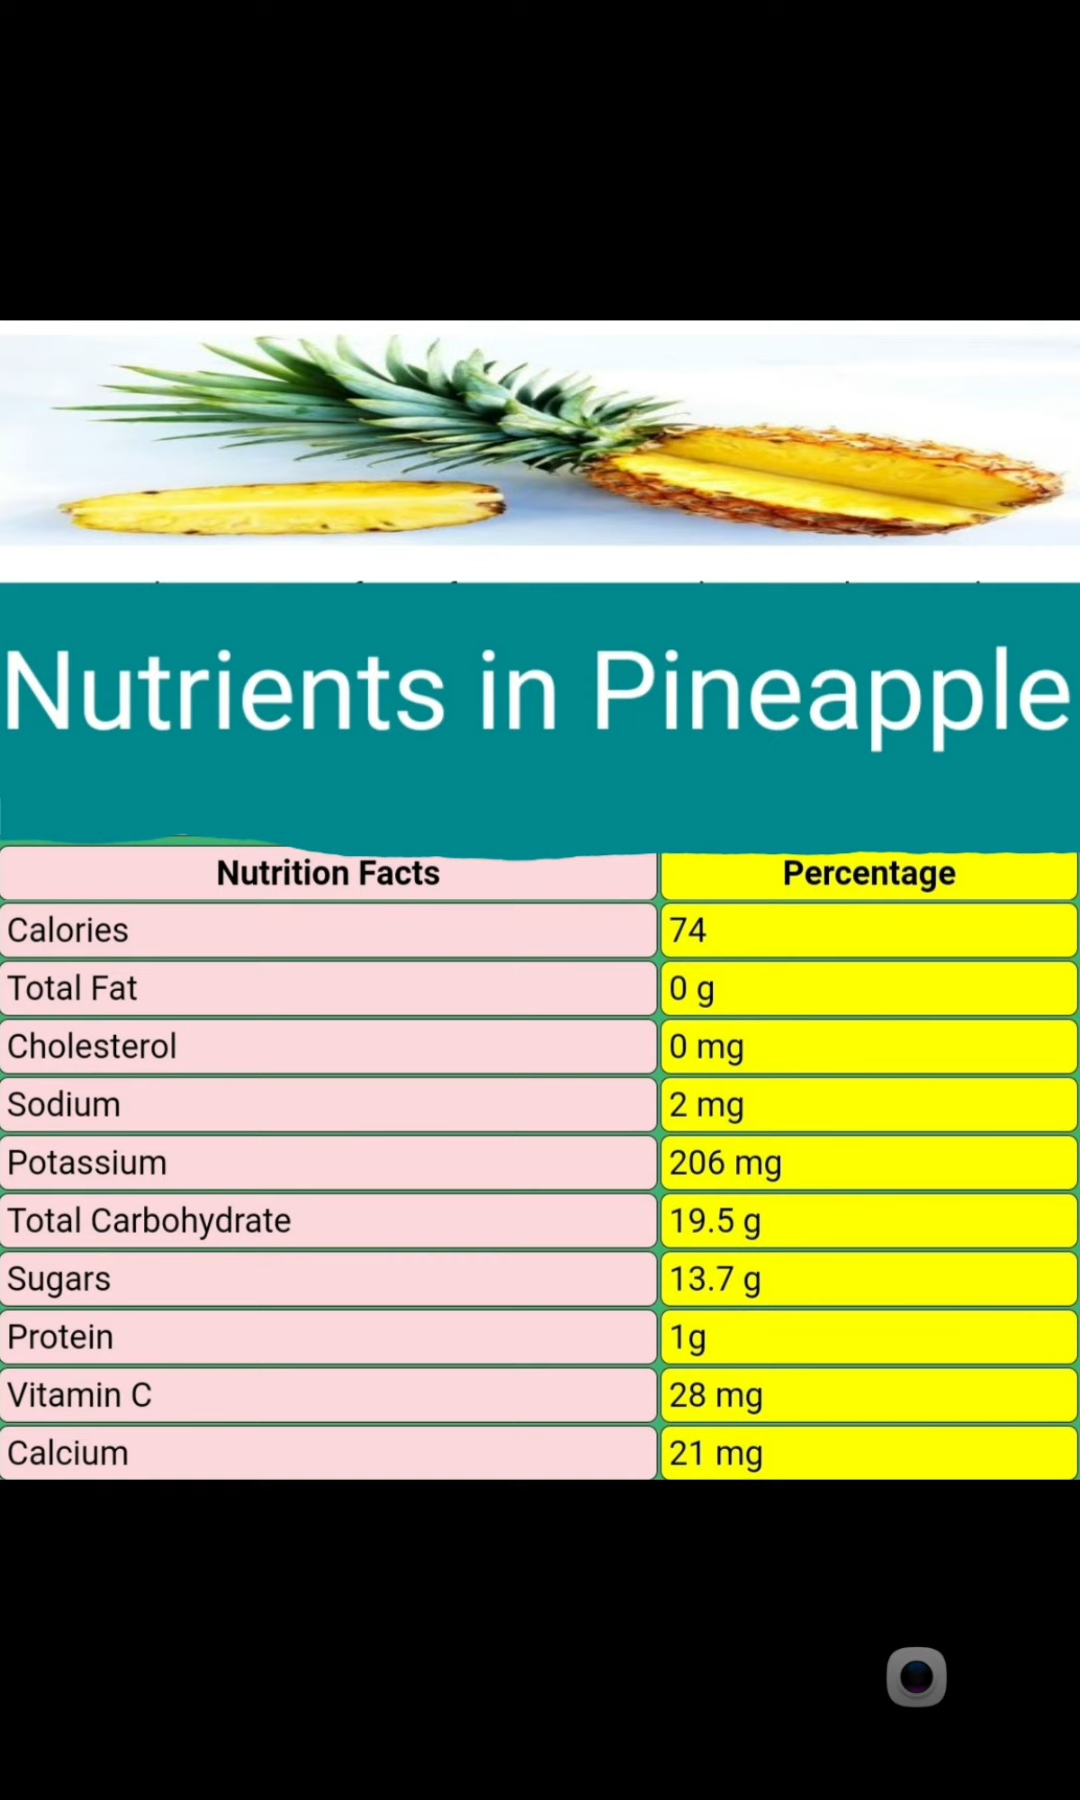 Nutrients in Pineapple
Nutrition Facts Percentage
Calories 74
Total Fat 0 g
Cholesterol 0 mg
Sodium 2 mg
Potassium 206 mg
Total Carbohydrate 19.5 g
Sugars 13.7 g
Protein 1g
Vitamin C 28 mg
Calcium 21 mg